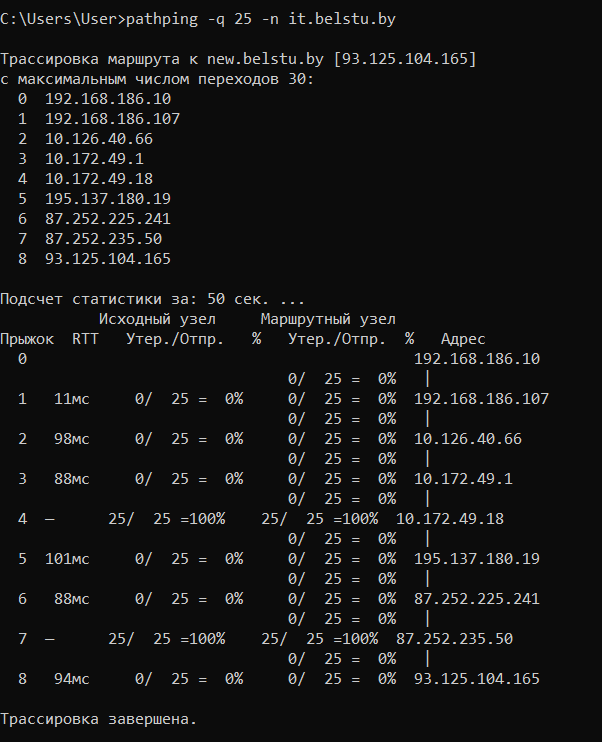 C:\Users\User>pathping -q 25 -n it.belstu.by

Трассировка маршрута к new.belstu.by [93.125.104.165]
с максимальным числом переходов 30:
  0  192.168.186.10
  1  192.168.186.107
  2  10.126.40.66
  3  10.172.49.1
  4  10.172.49.18
  5  195.137.180.19
  6  87.252.225.241
  7  87.252.235.50
  8  93.125.104.165

Подсчет статистики за: 50 сек. ...
           Исходный узел     Маршрутный узел
Прыжок  RTT   Утер./Отпр.   %   Утер./Отпр.  %   Адрес
  0                                           192.168.186.10
                                0/  25 =  0%   |
  1   11мс     0/  25 =  0%     0/  25 =  0%  192.168.186.107
                                0/  25 =  0%   |
  2   98мс     0/  25 =  0%     0/  25 =  0%  10.126.40.66
                                0/  25 =  0%   |
  3   88мс     0/  25 =  0%     0/  25 =  0%  10.172.49.1
                                0/  25 =  0%   |
  4  —      25/  25 =100%    25/  25 =100%  10.172.49.18
                                0/  25 =  0%   |
  5  101мс     0/  25 =  0%     0/  25 =  0%  195.137.180.19
                                0/  25 =  0%   |
  6   88мс     0/  25 =  0%     0/  25 =  0%  87.252.225.241
                                0/  25 =  0%   |
  7  —      25/  25 =100%    25/  25 =100%  87.252.235.50
                                0/  25 =  0%   |
  8   94мс     0/  25 =  0%     0/  25 =  0%  93.125.104.165

Трассировка завершена.